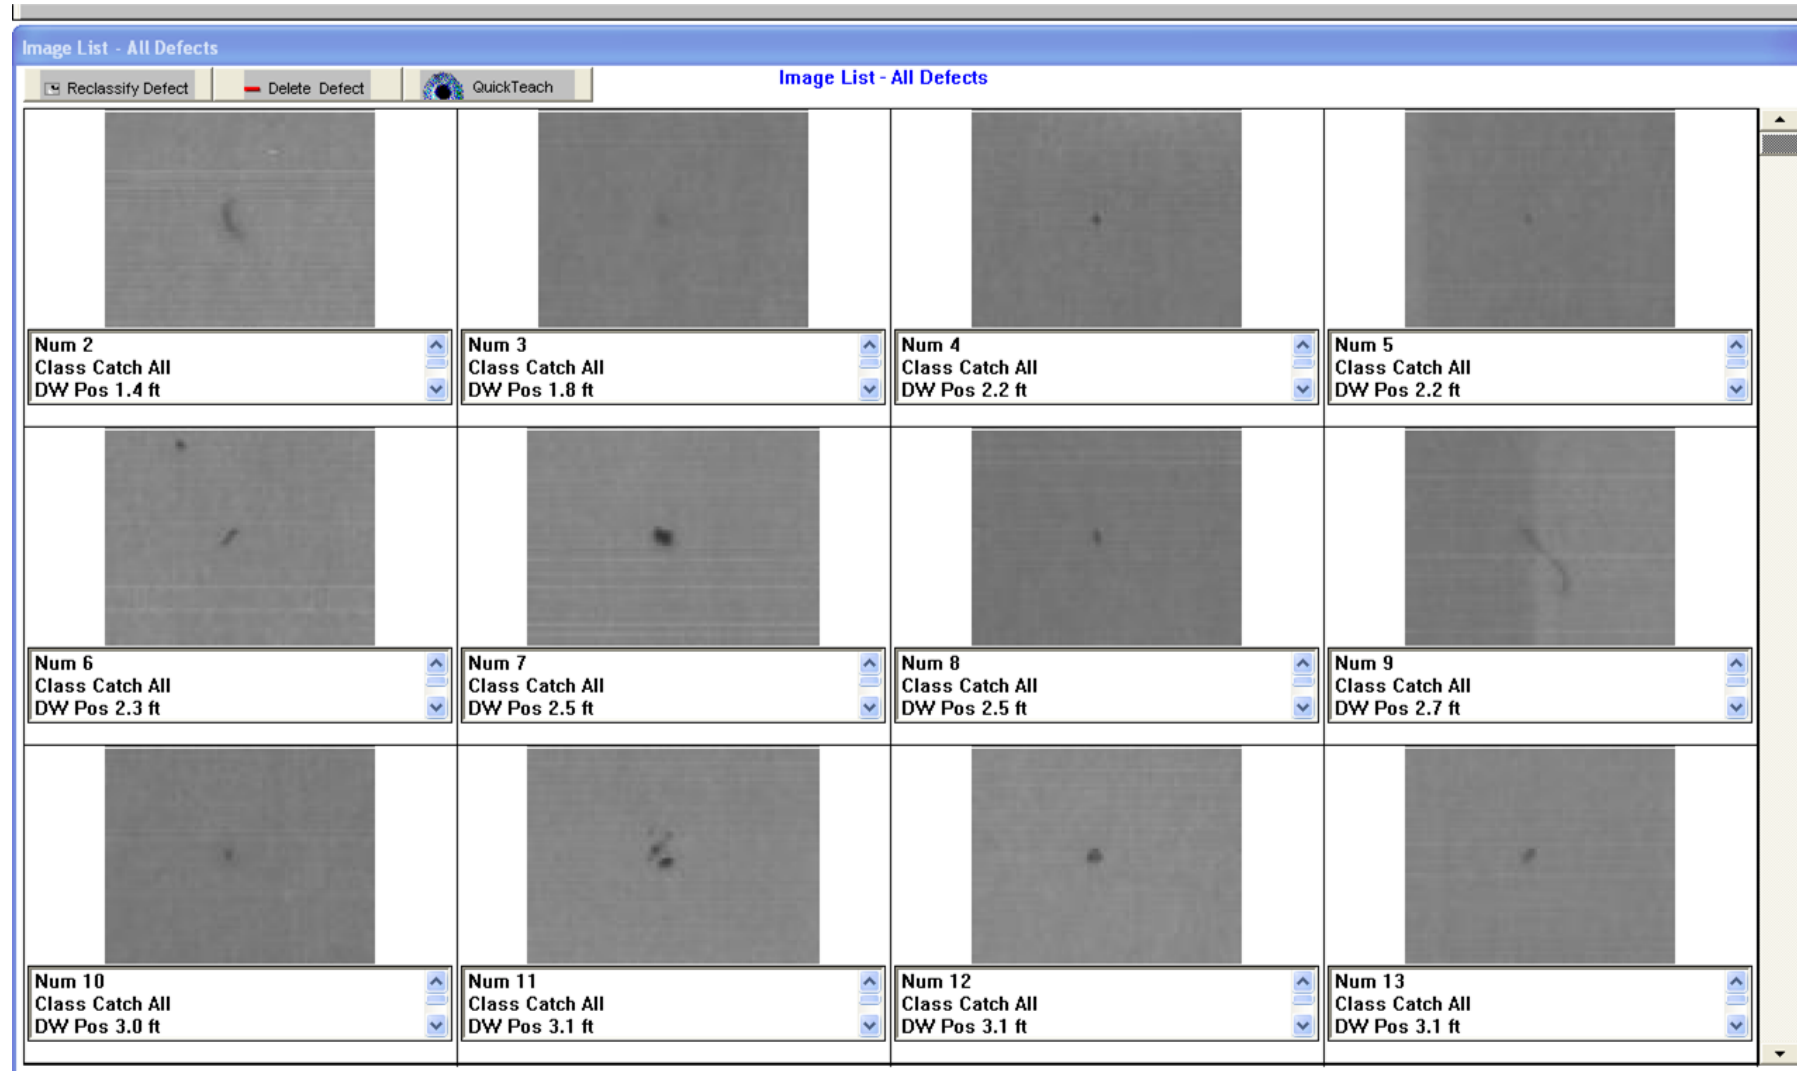 Image List - All Defects
Reclassify Defect
Delete Defect
QuickTeach
Image List - All Defects
Num 2
Class Catch All
DW Pos 1.4 ft
Num 3
Class Catch All
DW Pos 1.8 ft
Num 4
Class Catch All
DW Pos 2.2 ft
Num 5
Class Catch All
DW Pos 2.2 ft
Num 6
Class Catch All
DW Pos 2.3 ft
Num 7
Class Catch All
DW Pos 2.5 ft
Num 8
Class Catch All
DW Pos 2.5 ft
Num 9
Class Catch All
DW Pos 2.7 ft
Num 10
Class Catch All
DW Pos 3.0 ft
Num 11
Class Catch All
DW Pos 3.1 ft
Num 12
Class Catch All
DW Pos 3.1 ft
Num 13
Class Catch All
DW Pos 3.1 ft